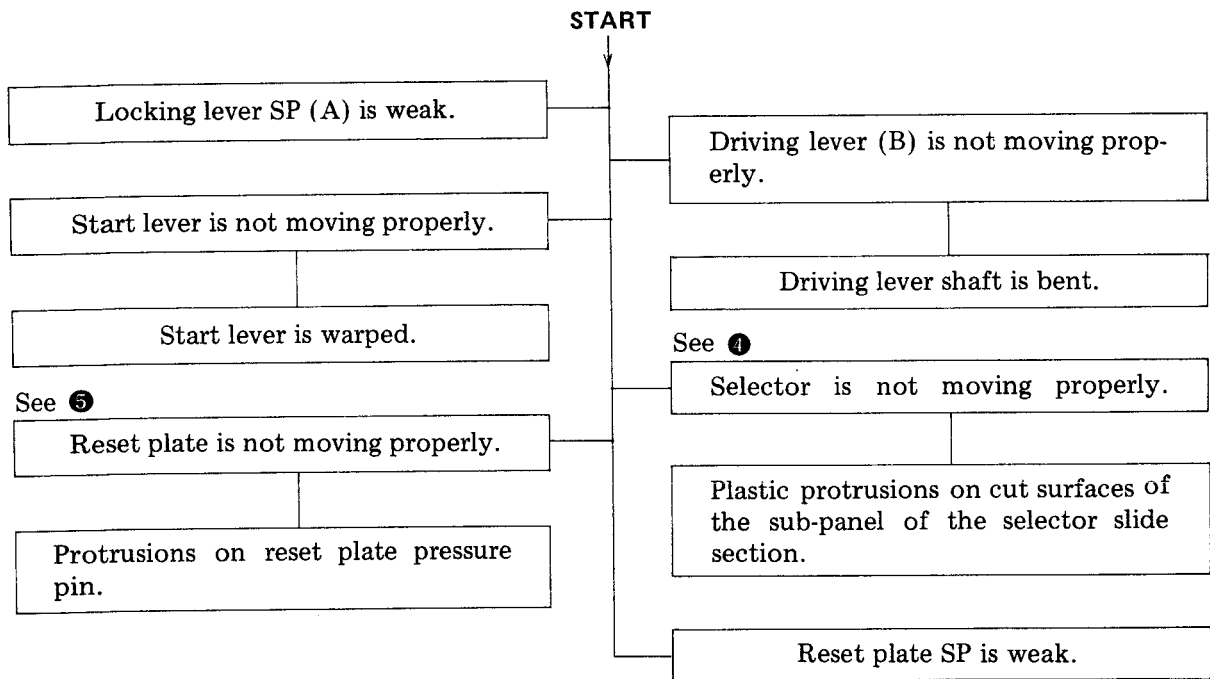 START
Locking lever SP (A) is weak.
Driving lever (B) is not moving prop-
erly.
Start lever is not moving properly.
Driving lever shaft is bent.
Start lever is warped.
See ❹
Selector is not moving properly.
See ❺
Reset plate is not moving properly.
Plastic protrusions on cut surfaces of
the sub-panel of the selector slide
section.
Protrusions on reset plate pressure
pin.
Reset plate SP is weak.